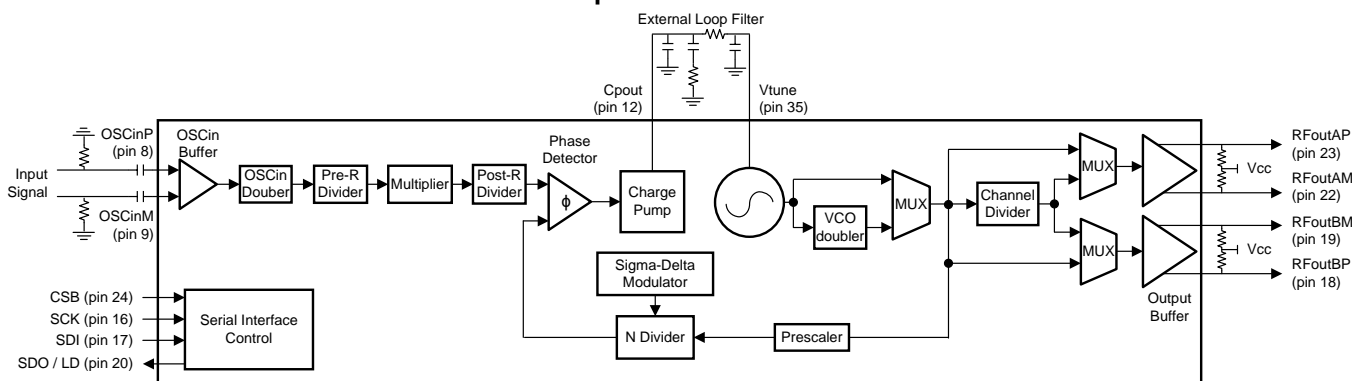 External Loop Filter
Cpout
(pin 12)
Vtune
(pin 35)
OSCinP
(pin 8)
OSCin
Buffer
Input
Signal
OSCinM
(pin 9)
OSCin
Douber
Pre-R
Divider
Multiplier
Post-R
Divider
Phase
Detector
ϕ
Charge
Pump
VCO
doubler
MUX
Channel
Divider
MUX
MUX
Output
Buffer
RFoutAP
(pin 23)
Vcc
RFoutAM
(pin 22)
RFoutBM
(pin 19)
Vcc
RFoutBP
(pin 18)
Sigma-Delta
Modulator
N Divider
Prescaler
CSB (pin 24)
SCK (pin 16)
SDI (pin 17)
SDO / LD (pin 20)
Serial Interface
Control